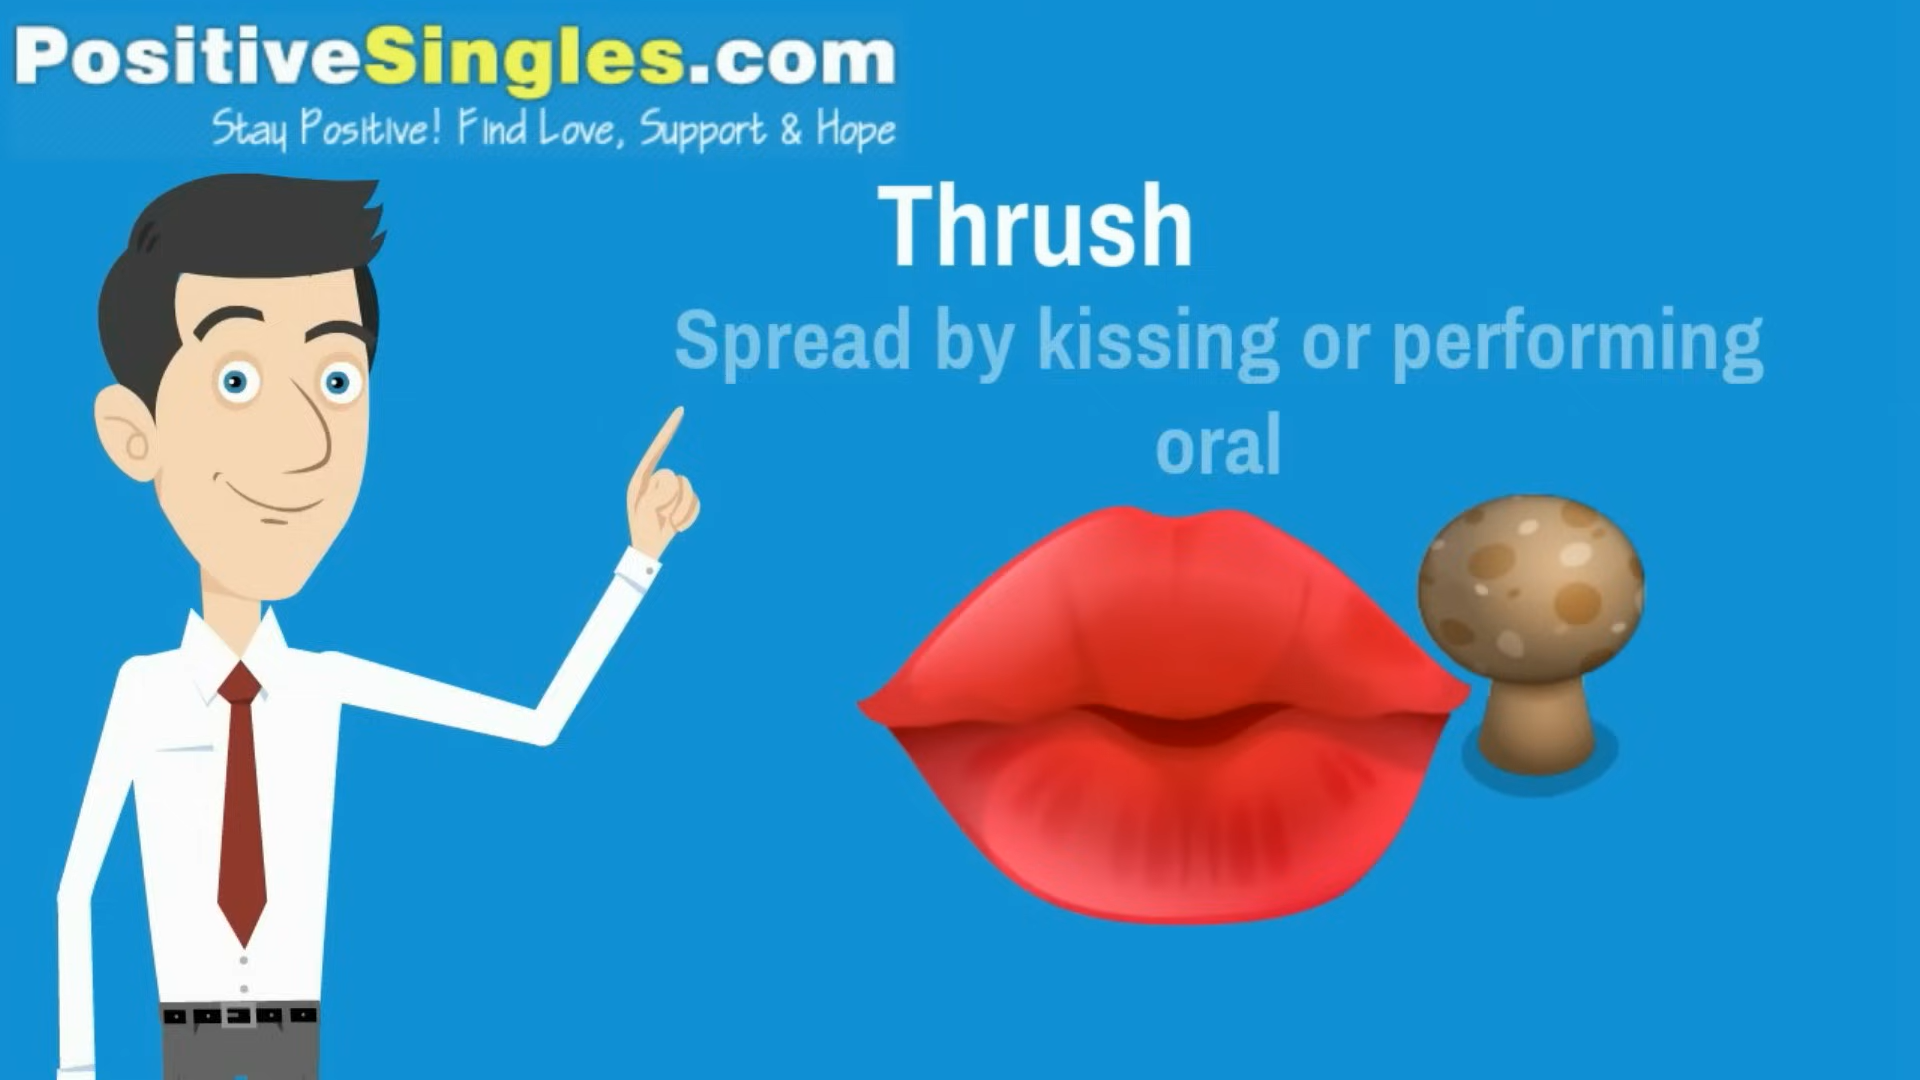 PositiveSingles.com
Stay Positive! Find Love, Support & Hope
Thrush
Spread by kissing or performing
oral